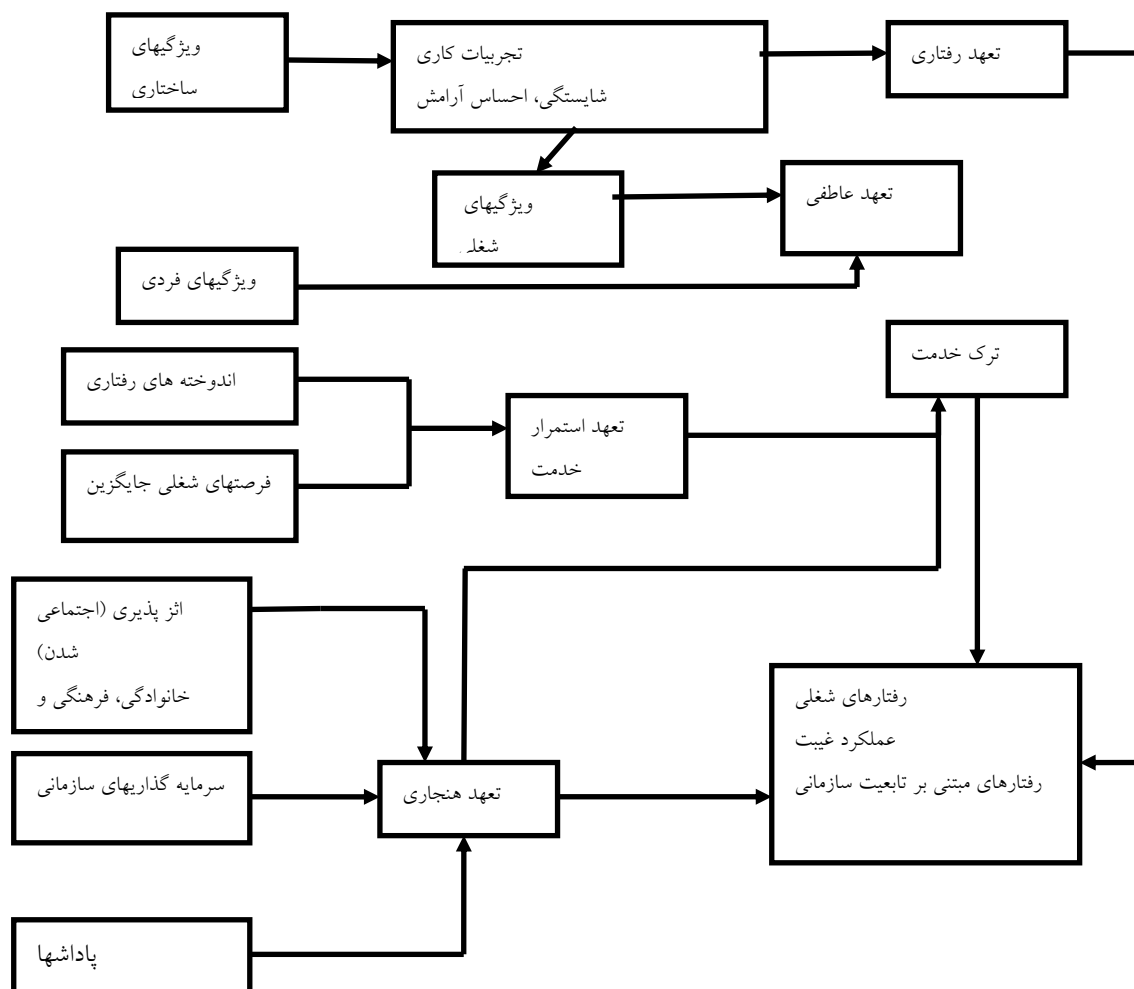 ویژگیهای
ساختاری
تجربیات کاری
شایستگی، احساس آرامش
تعهد رفتاری
ویژگیهای
شغلی
تعهد عاطفی
ویژگیهای فردی
ترک خدمت
اندوخته های رفتاری
تعهد استمرار
خدمت
فرصتهای شغلی جایگزین
اثز پذیری (اجتماعی
شدن)
خانوادگی، فرهنگی و
رفتارهای شغلی
عملکرد غیبت
رفتارهای مبتنی بر تابعیت سازمانی
سرمایه گذاریهای سازمانی
تعهد هنجاری
پاداشها